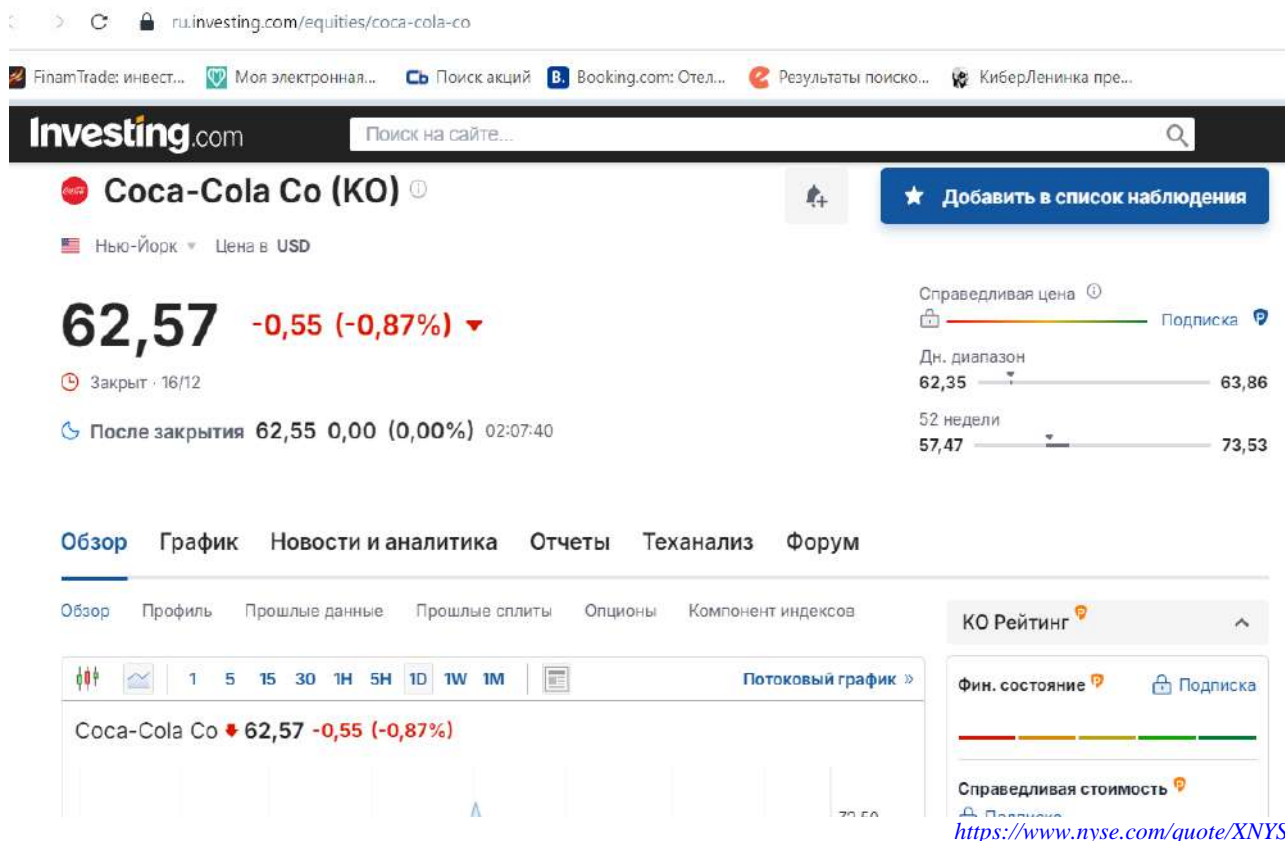 ru.investing.com/equities/coca-cola-co
FinamTrade: инвест... Моя электронная... Сь Поиск акций B. Booking.com: Отел... Результаты поиско... КиберЛенинка пре...
Investing.com Поиск на сайте...
Coca-Cola Co (KO)
Добавить в список наблюдения
Нью-Йорк Цена в USD
62,57 -0,55 (-0,87%)
Закрыт · 16/12
После закрытия 62,55 0,00 (0,00%) 02:07:40
Справедливая цена
Подписка
Дн. диапазон
62,35 63,86
52 недели
57,47 73,53
Обзор График Новости и аналитика Отчеты Теханализ Форум
Обзор Профиль Прошлые данные Прошлые сплиты Опционы Компонент индексов
1 5 15 30 1H 5H 1D 1W 1M Потоковый график »
Coca-Cola Co 62,57 -0,55 (-0,87%)
КО Рейтинг
Фин. состояние Подписка
Справедливая стоимость
https://www.nyse.com/quote/XNYS